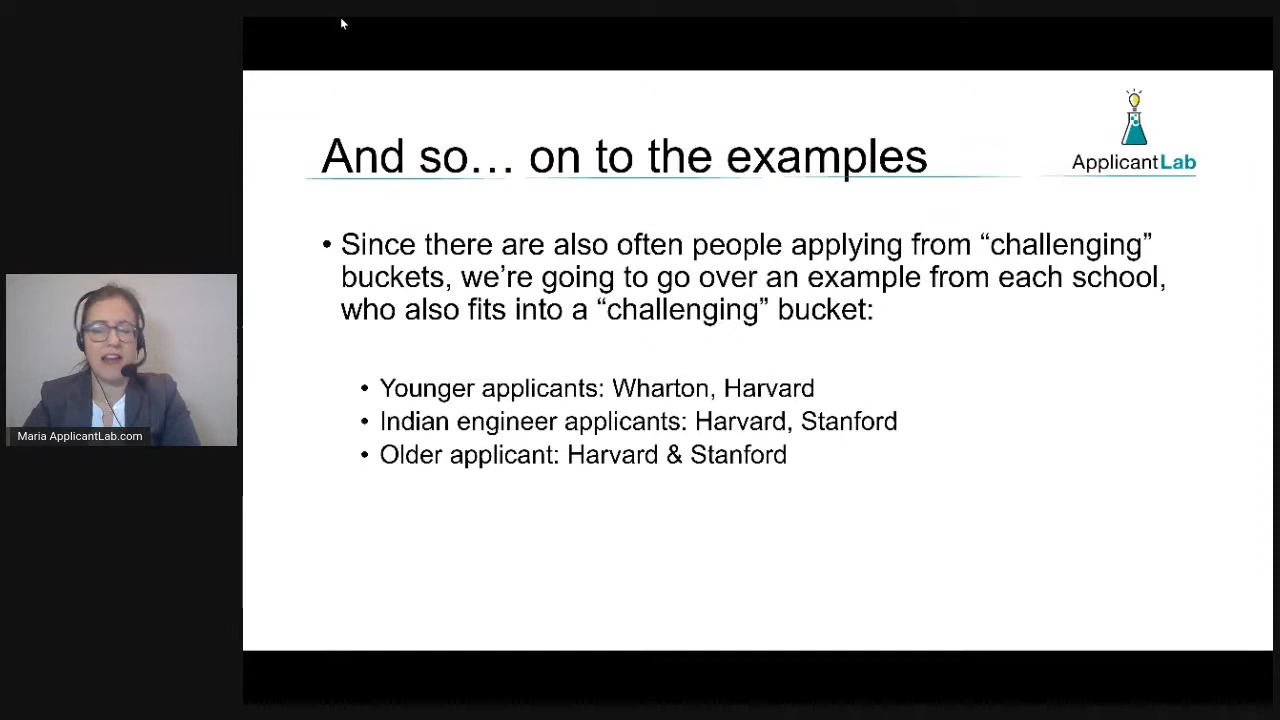 And so… on to the examples
ApplicantLab
• Since there are also often people applying from “challenging”
buckets, we’re going to go over an example from each school,
who also fits into a “challenging” bucket:
• Younger applicants: Wharton, Harvard
• Indian engineer applicants: Harvard, Stanford
• Older applicant: Harvard & Stanford
Maria ApplicantLab.com